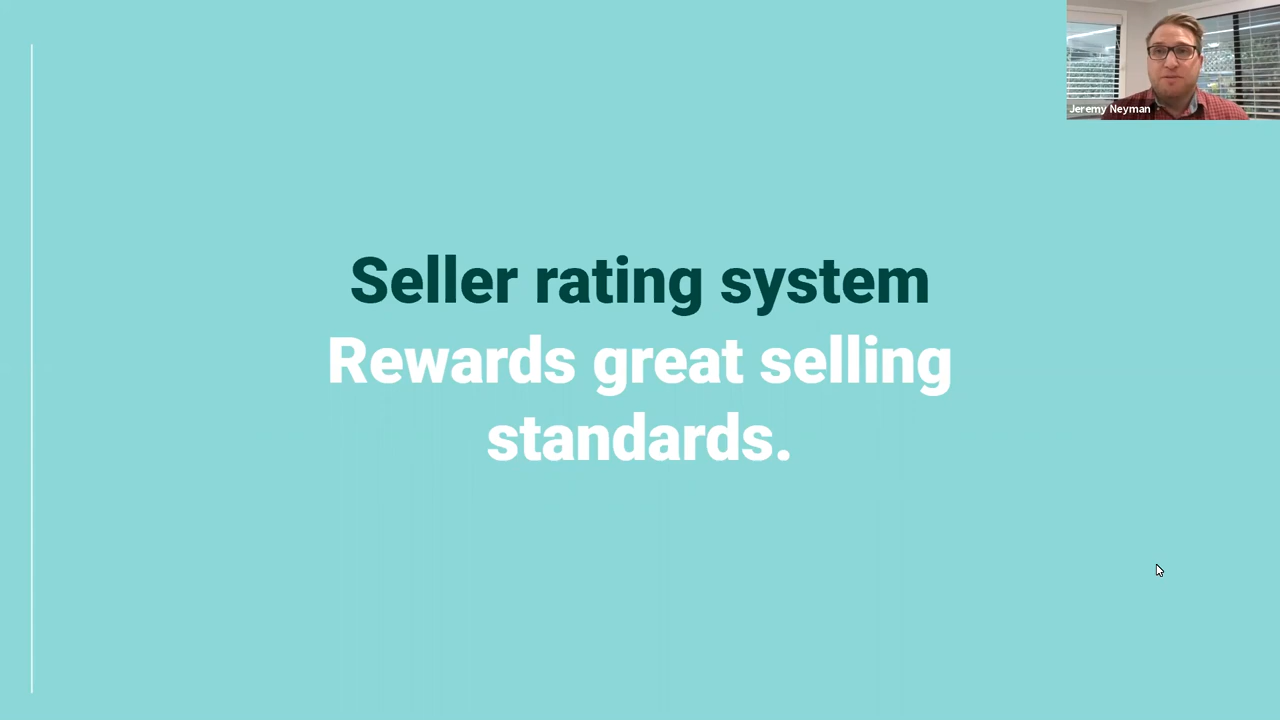 Jeremy Neyman
Seller rating system
Rewards great selling
standards.